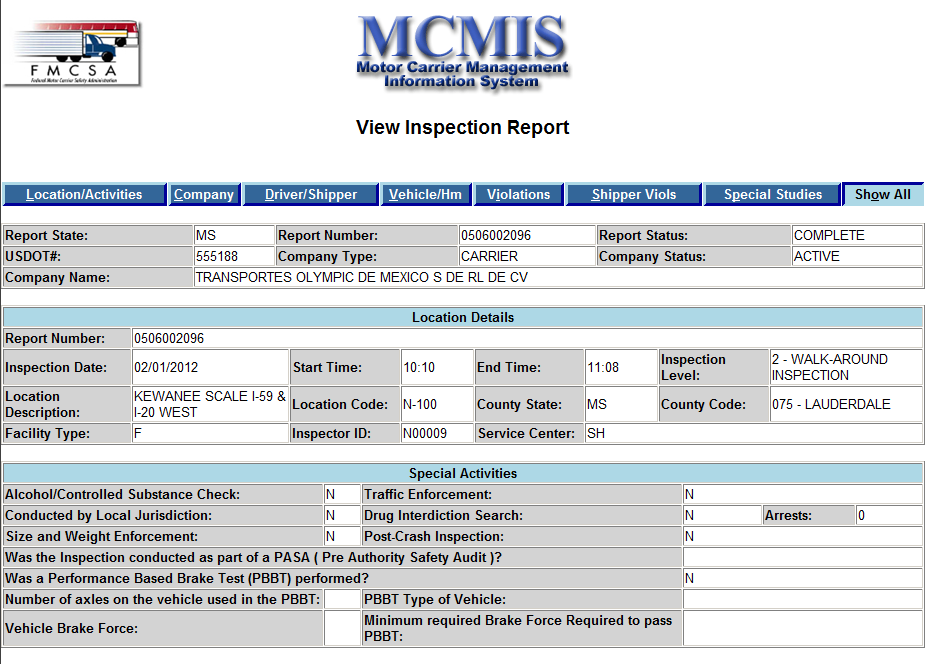 FMCSA
Federal Motor Carrier Safety Administration
MCMIS
Motor Carrier Management
Information System
View Inspection Report
Location/Activities Company Driver/Shipper Vehicle/Hm Violations Shipper Viols Special Studies Show All
Report State: MS Report Number: 0506002096 Report Status: COMPLETE
USDOT#: 555188 Company Type: CARRIER Company Status: ACTIVE
Company Name: TRANSPORTES OLYMPIC DE MEXICO S DE RL DE CV
Location Details
Report Number: 0506002096
Inspection Date: 02/01/2012 Start Time: 10:10 End Time: 11:08 Inspection Level: 2 - WALK-AROUND INSPECTION
Location Description: KEWANEE SCALE I-59 & I-20 WEST Location Code: N-100 County State: MS County Code: 075 - LAUDERDALE
Facility Type: F Inspector ID: N00009 Service Center: SH
Special Activities
Alcohol/Controlled Substance Check: N Traffic Enforcement: N
Conducted by Local Jurisdiction: N Drug Interdiction Search: N Arrests: 0
Size and Weight Enforcement: N Post-Crash Inspection: N
Was the Inspection conducted as part of a PASA ( Pre Authority Safety Audit )?
Was a Performance Based Brake Test (PBBT) performed? N
Number of axles on the vehicle used in the PBBT: PBBT Type of Vehicle:
Vehicle Brake Force: Minimum required Brake Force Required to pass PBBT: